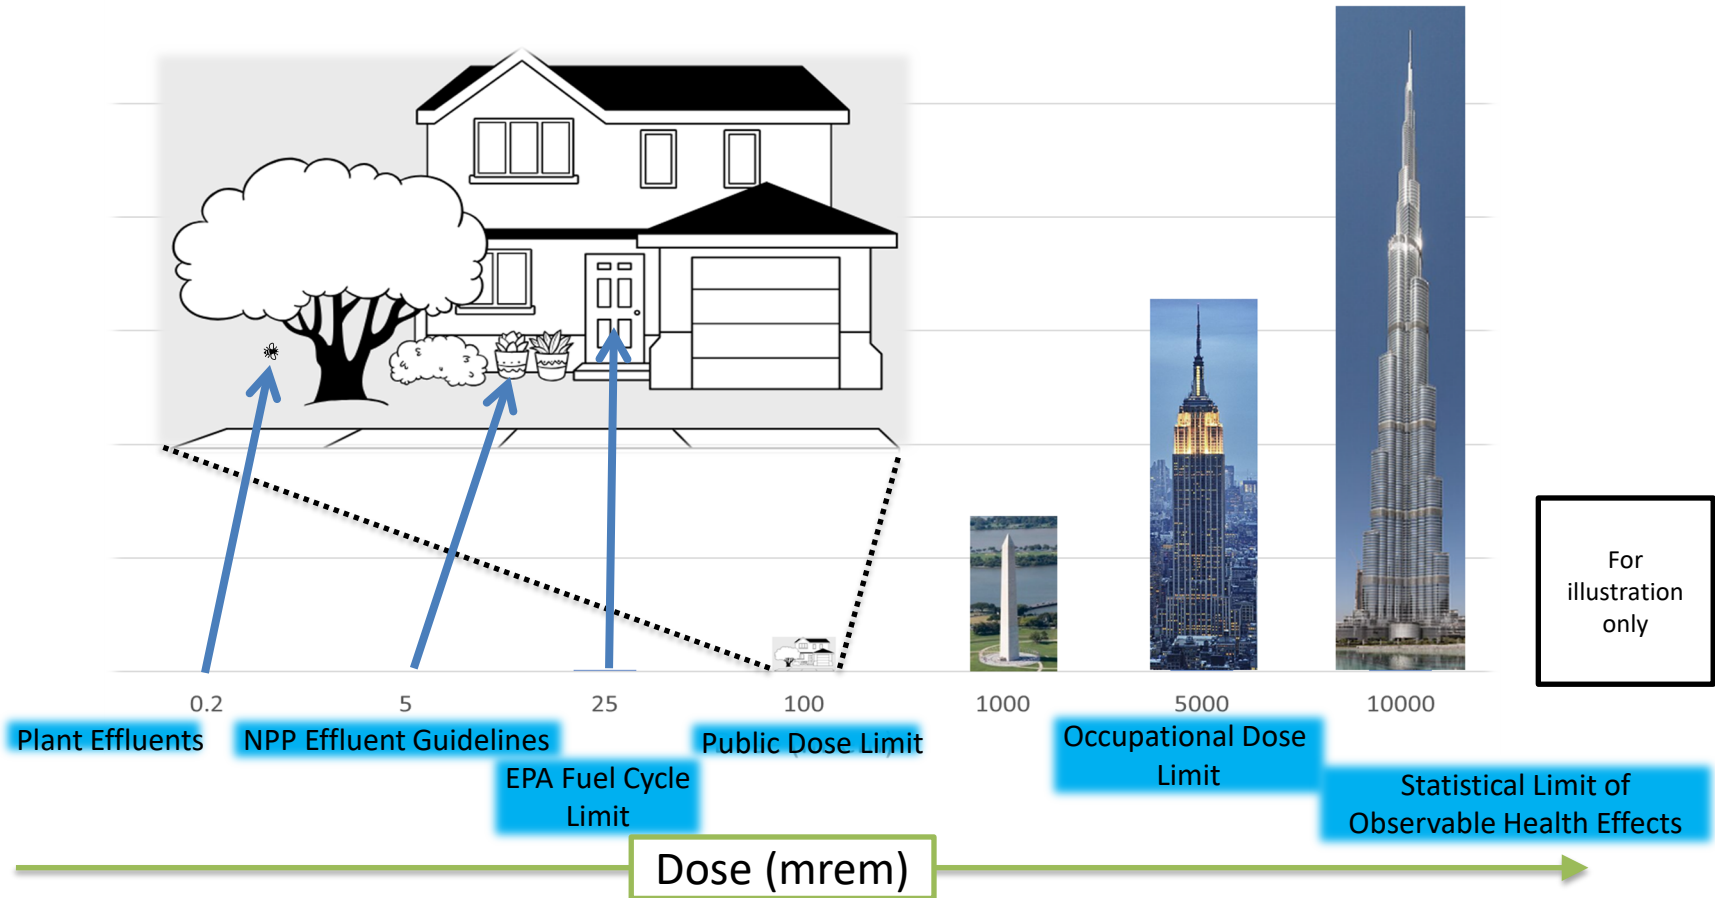 For
illustration
only
0.2
5
25
100
1000
5000
10000
Plant Effluents
NPP Effluent Guidelines
EPA Fuel Cycle
Limit
Public Dose Limit
Occupational Dose
Limit
Statistical Limit of
Observable Health Effects
Dose (mrem)